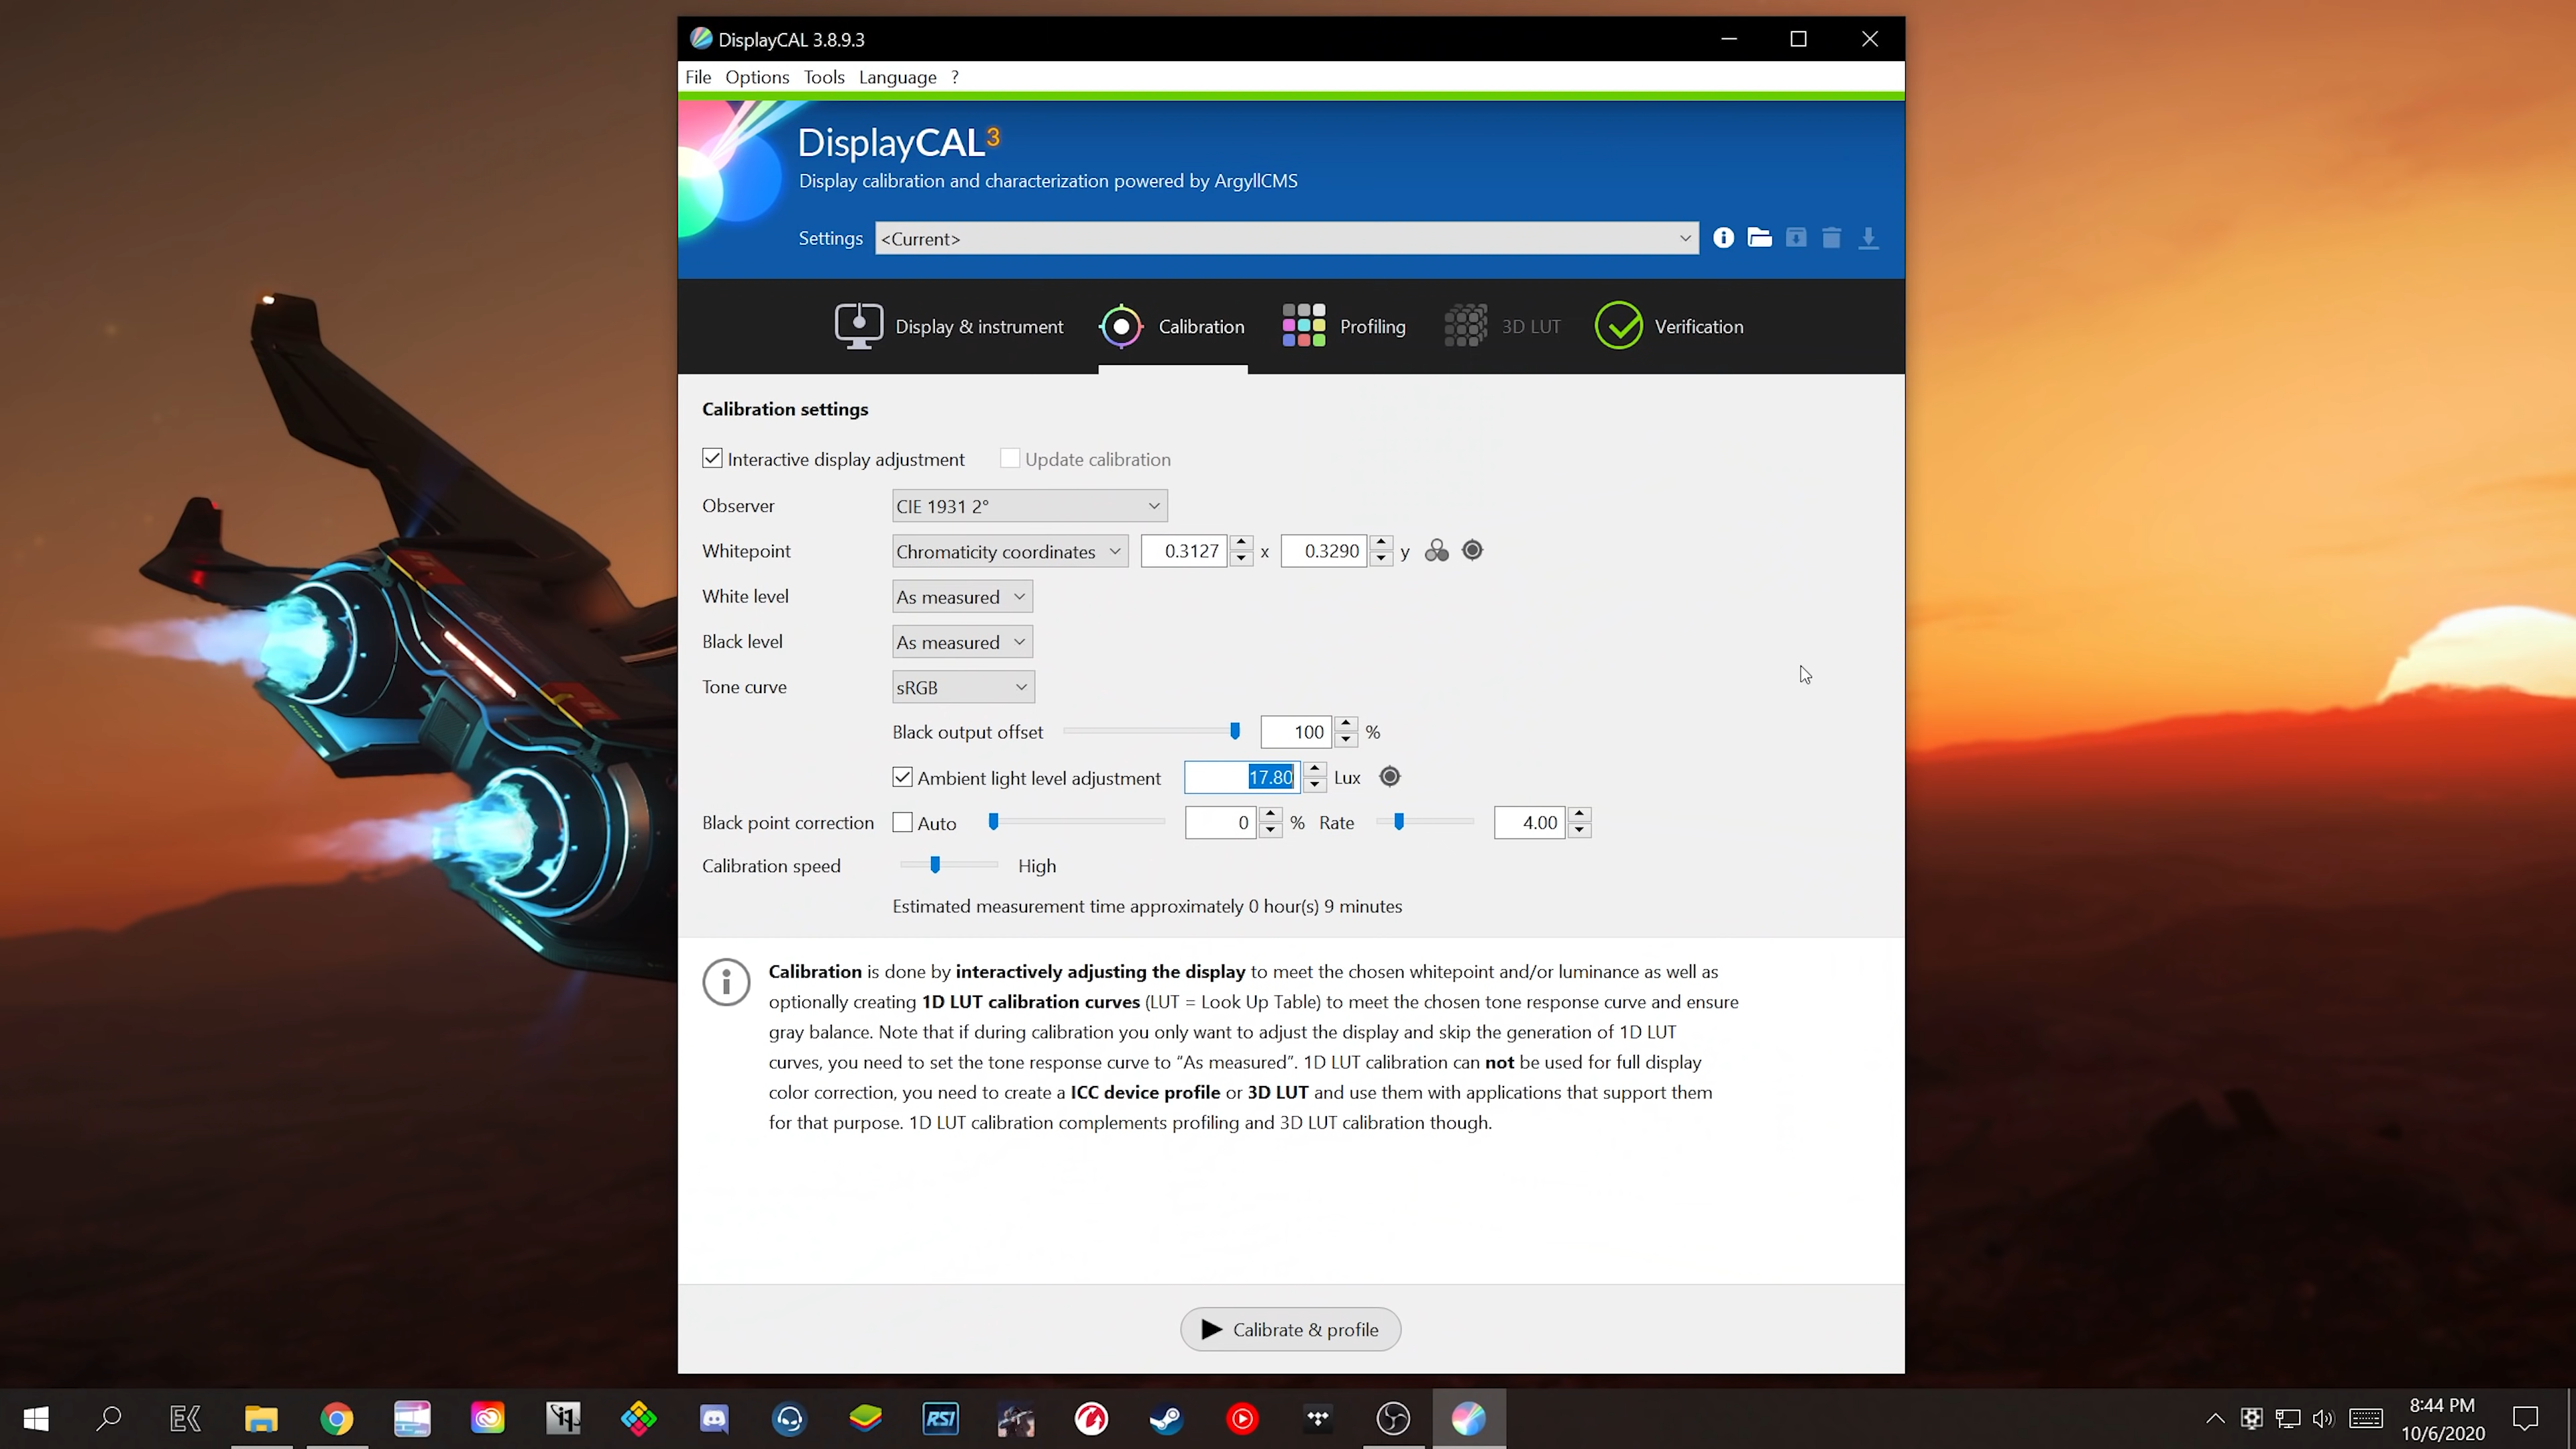 DisplayCAL 3.8.9.3
File Options Tools Language ?
DisplayCAL3
Display calibration and characterization powered by ArgyllCMS
Settings <Current>
Display & instrument Calibration Profiling 3D LUT Verification
Calibration settings
Interactive display adjustment Update calibration
Observer CIE 1931 2°
Whitepoint Chromaticity coordinates 0.3127 x 0.3290 y
White level As measured
Black level As measured
Tone curve sRGB
Black output offset 100 %
Ambient light level adjustment 17.80 Lux
Black point correction Auto 0 % Rate 4.00
Calibration speed High
Estimated measurement time approximately 0 hour(s) 9 minutes
Calibration is done by interactively adjusting the display to meet the chosen whitepoint and/or luminance as well as
optionally creating 1D LUT calibration curves (LUT = Look Up Table) to meet the chosen tone response curve and ensure
gray balance. Note that if during calibration you only want to adjust the display and skip the generation of 1D LUT
curves, you need to set the tone response curve to “As measured”. 1D LUT calibration can not be used for full display
color correction, you need to create a ICC device profile or 3D LUT and use them with applications that support them
for that purpose. 1D LUT calibration complements profiling and 3D LUT calibration though.
Calibrate & profile
EK
i1
RSI
8:44 PM
10/6/2020